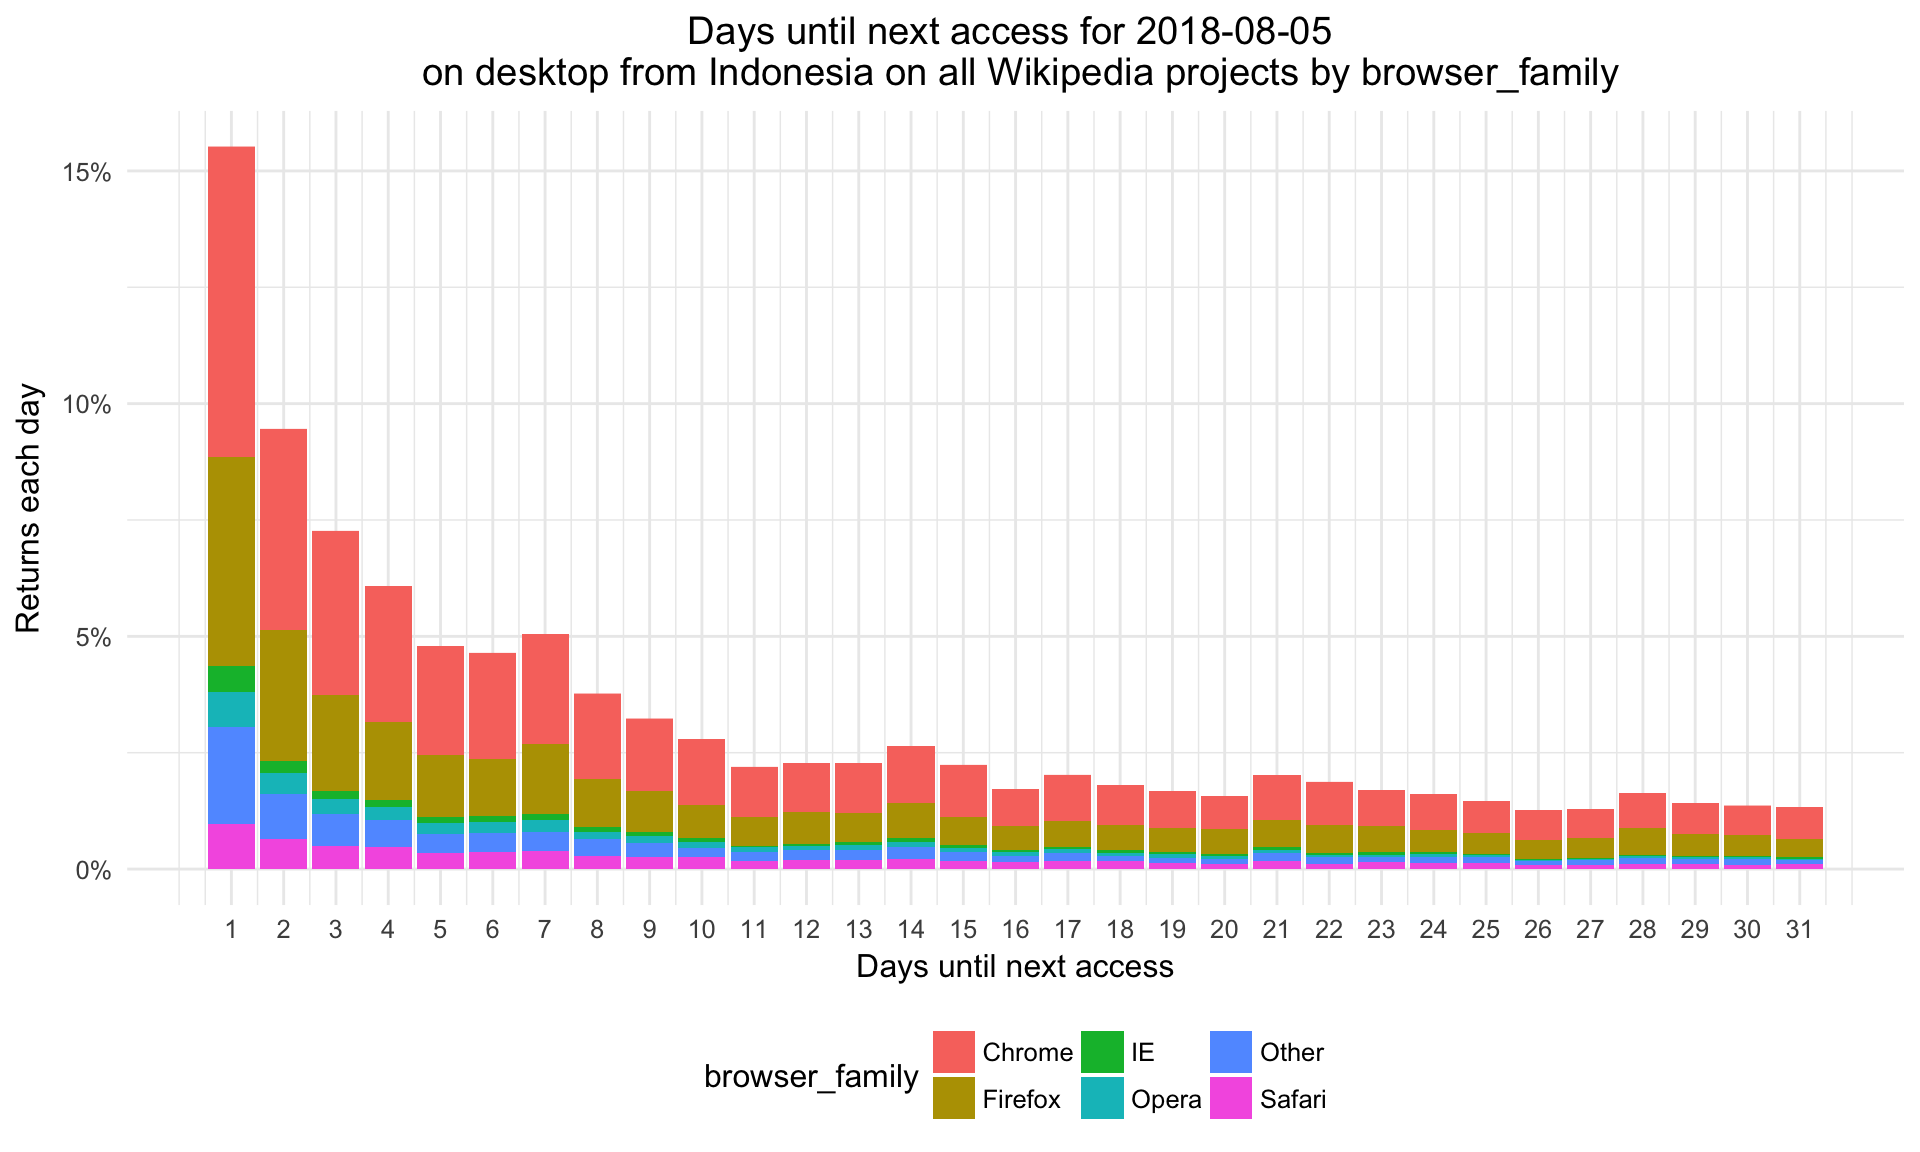 Days until next access for 2018-08-05
on desktop from Indonesia on all Wikipedia projects by browser_family
Returns each day
15%
10%
5%
0%
1 2 3 4 5 6 7 8 9 10 11 12 13 14 15 16 17 18 19 20 21 22 23 24 25 26 27 28 29 30 31
Days until next access
browser_family
Chrome IE Other
Firefox Opera Safari